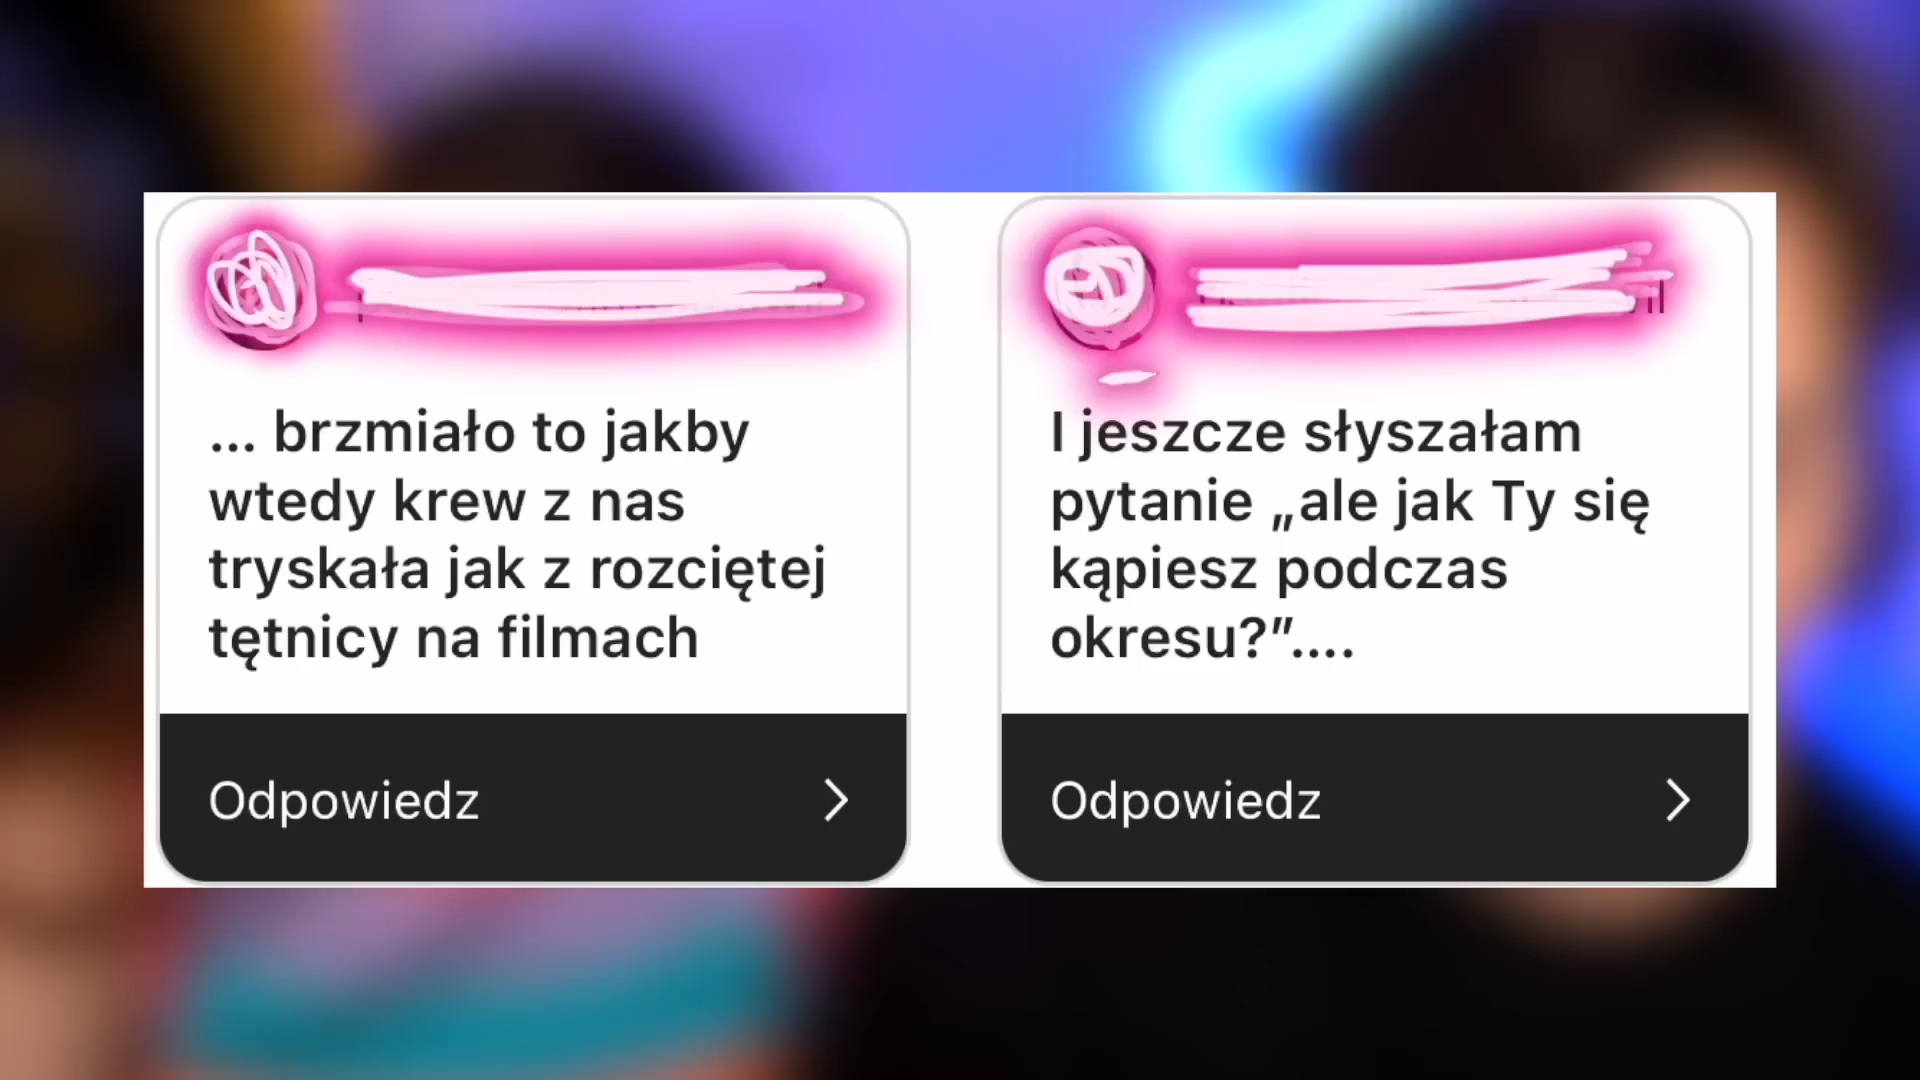 ... brzmiało to jakby
wtedy krew z nas
tryskała jak z rozciętej
tętnicy na filmach
Odpowiedz
I jeszcze słyszałam
pytanie „ale jak Ty się
kąpiesz podczas
okresu?”....
Odpowiedz